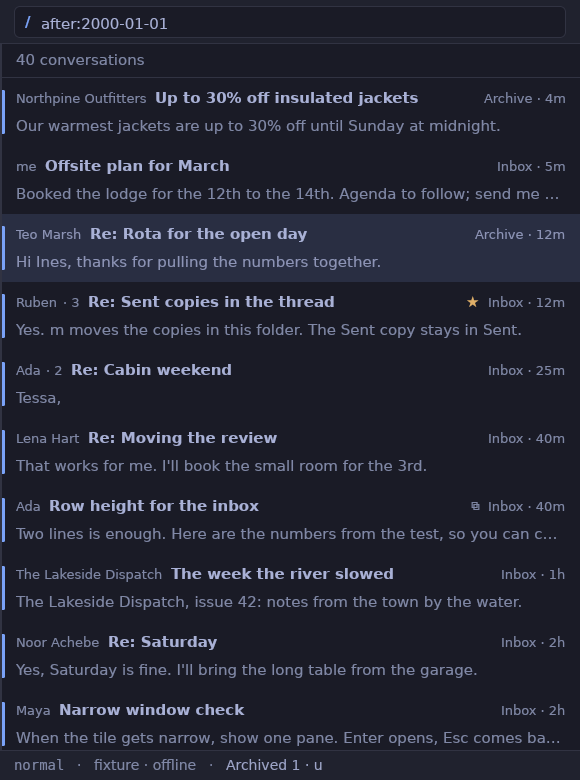 / after:2000-01-01
40 conversations
Northpine Outfitters Up to 30% off insulated jackets Archive · 4m
Our warmest jackets are up to 30% off until Sunday at midnight.
me Offsite plan for March Inbox · 5m
Booked the lodge for the 12th to the 14th. Agenda to follow; send me …
Teo Marsh Re: Rota for the open day Archive · 12m
Hi Ines, thanks for pulling the numbers together.
Ruben · 3 Re: Sent copies in the thread ★ Inbox · 12m
Yes. m moves the copies in this folder. The Sent copy stays in Sent.
Ada · 2 Re: Cabin weekend Inbox · 25m
Tessa,
Lena Hart Re: Moving the review Inbox · 40m
That works for me. I'll book the small room for the 3rd.
Ada Row height for the inbox Inbox · 40m
Two lines is enough. Here are the numbers from the test, so you can c…
The Lakeside Dispatch The week the river slowed Inbox · 1h
The Lakeside Dispatch, issue 42: notes from the town by the water.
Noor Achebe Re: Saturday Inbox · 2h
Yes, Saturday is fine. I'll bring the long table from the garage.
Maya Narrow window check Inbox · 2h
When the tile gets narrow, show one pane. Enter opens, Esc comes ba…
normal · fixture · offline · Archived 1 · u